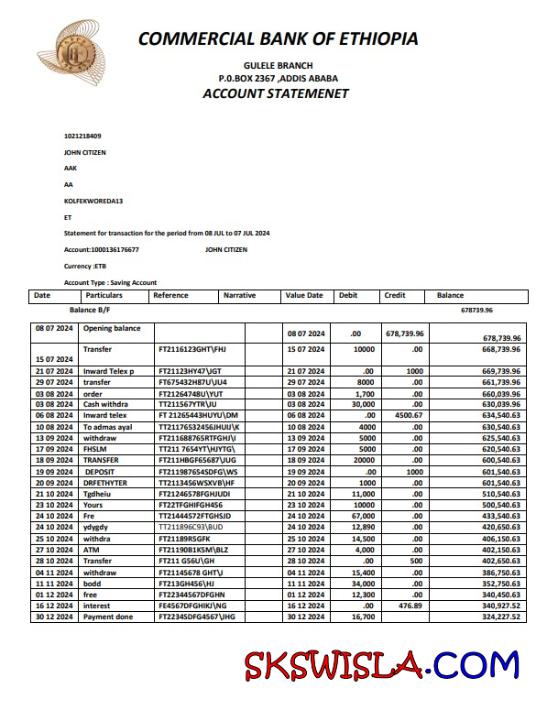 COMMERCIAL BANK OF ETHIOPIA
GULELE BRANCH
P.0.BOX 2367 ,ADDIS ABABA
ACCOUNT STATEMENET
1021218409
JOHN CITIZEN
AAK
AA
KOLFEKWOREDA13
ET
Statement for transaction for the period from 08 JUL to 07 JUL 2024
Account:1000136176677 JOHN CITIZEN
Currency :ETB
Account Type : Saving Account
Date Particulars Reference Narrative Value Date Debit Credit Balance
Balance B/F 678739.96
08 07 2024 Opening balance 08 07 2024 .00 678,739.96 678,739.96
15 07 2024 Transfer FT2116123GHT\FHJ 15 07 2024 10000 .00 668,739.96
21 07 2024 Inward Telex p FT21123HY47\JGT 21 07 2024 .00 1000 669,739.96
29 07 2024 transfer FT675432H87U\JU4 29 07 2024 8000 .00 661,739.96
03 08 2024 order FT21264748U\YUT 03 08 2024 1,700 .00 660,039.96
03 08 2024 Cash withdra FT211567YTR\JU 03 08 2024 30,000 .00 630,039.96
06 08 2024 Inward telex FT 21265443HUYU\DM 06 08 2024 .00 4500.67 634,540.63
10 08 2024 To admas ayal TT21176532456JHUJU\K 10 08 2024 4000 .00 630,540.63
13 09 2024 withdraw FT211688765RTFGHJ\I 13 09 2024 5000 .00 625,540.63
17 09 2024 FHSLM TT211 7654YT\HJYTG\ 17 09 2024 5000 .00 620,540.63
18 09 2024 TRANSFER FT211HBGF65687\JUG 18 09 2024 20000 .00 600,540.63
19 09 2024 DEPOSIT FT211987654SDFG\WS 19 09 2024 .00 1000 601,540.63
20 09 2024 DRFETHYTER TT2113456WSXVB\HF 20 09 2024 1000 .00 601,540.63
21 10 2024 Tgdheiu FT21246578FGHJUDI 21 10 2024 11,000 .00 510,540.63
23 10 2024 Yours FT22TFGHIFGH456 23 10 2024 10000 .00 500,540.63
24 10 2024 Fre TT21444572FTGHSJD 24 10 2024 67,000 .00 433,540.63
24 10 2024 ydygdy TT211896C93\BUD 24 10 2024 12,890 .00 420,650.63
25 10 2024 withdra FT21189RSGFK 25 10 2024 14,500 .00 406,150.63
27 10 2024 ATM FT21190B1K5M\BLZ 27 10 2024 4,000 .00 402,150.63
28 10 2024 Transfer FT211 G56U\GH 28 10 2024 .00 500 402,650.63
04 11 2024 withdraw FT21145678 GHT\J 04 11 2024 15,400 .00 386,750.63
11 11 2024 bodd FT213GH456\HJ 11 11 2024 34,000 .00 352,750.63
01 12 2024 free FT22344567DFGHN 01 12 2024 12,300 .00 340,450.63
16 12 2024 interest FE4567DFGHIKJ\NG 16 12 2024 .00 476.89 340,927.52
30 12 2024 Payment done FT2234SDFG4567\JHG 30 12 2024 16,700 324,227.52
SKSWISLA.COM